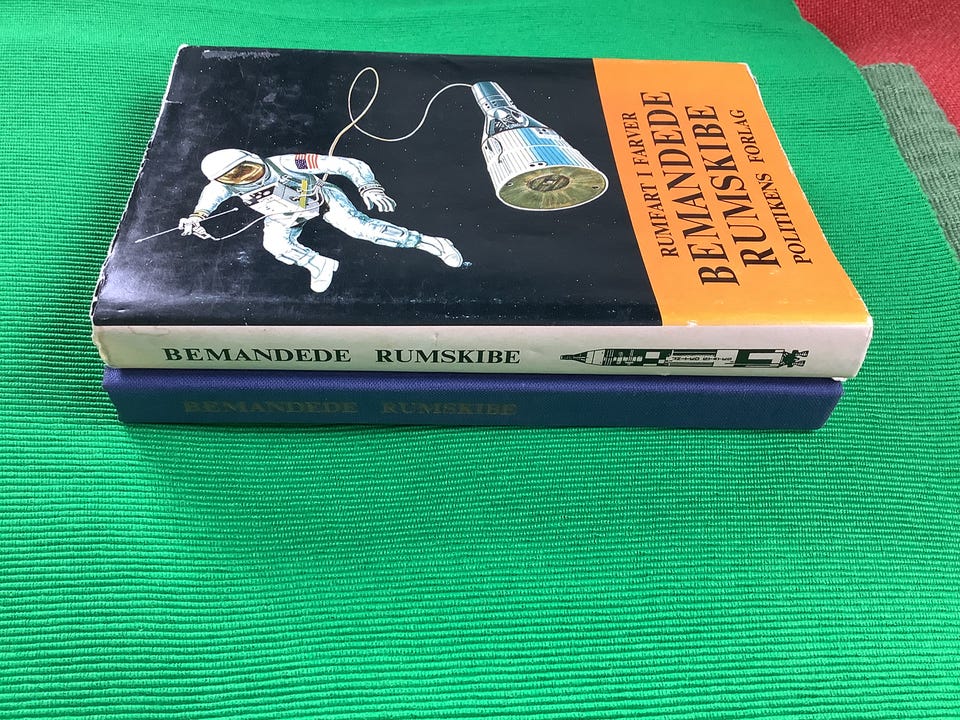 RUMFART I FARVER
BEMANDEDE
RUMSKIBE
POLITIKENS FORLAG
BEMANDEDE RUMSKIBE
BEMANDEDE RUMSKIBE